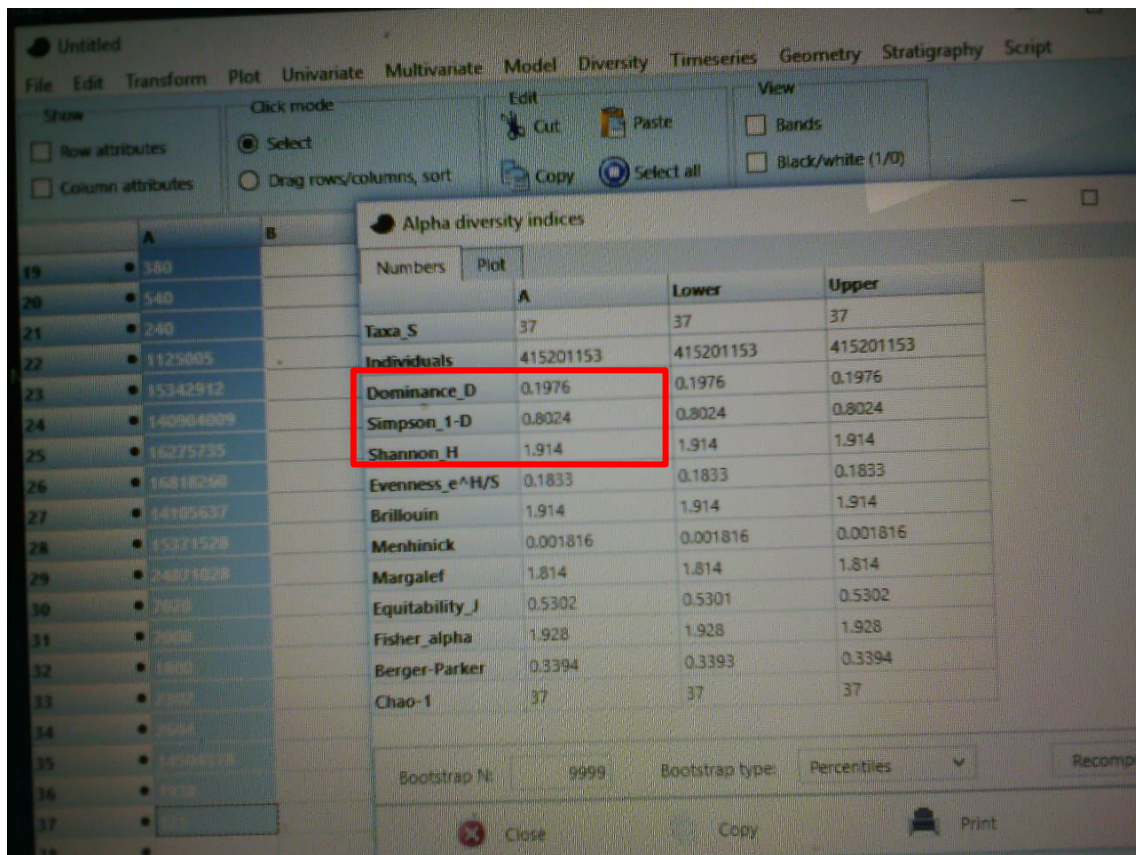 Untitled
File Edit Transform Plot Univariate Multivariate Model Diversity Timeseries Geometry Stratigraphy Script
Show Click mode Edit View
Row attributes Select Cut Paste Bands
Column attributes Drag rows/columns, sort Copy Select all Black/white (1/0)
Alpha diversity indices
A B
Numbers Plot
A Lower Upper
19 380
20 540
21 240 Taxa_S 37 37 37
22 1125005 Individuals 415201153 415201153 415201153
23 15342912 Dominance_D 0.1976 0.1976 0.1976
24 140904009 Simpson_1-D 0.8024 0.8024 0.8024
25 16275735 Shannon_H 1.914 1.914 1.914
26 16818260 Evenness_e^H/S 0.1833 0.1833 0.1833
27 14105637 Brillouin 1.914 1.914 1.914
28 15371528 Menhinick 0.001816 0.001816 0.001816
29 24871028 Margalef 1.814 1.814 1.814
30 Equitability_J 0.5302 0.5301 0.5302
31 Fisher_alpha 1.928 1.928 1.928
32 Berger-Parker 0.3394 0.3393 0.3394
33 Chao-1 37 37 37
34
35
36
37
Bootstrap N: 9999 Bootstrap type: Percentiles Recomp
Close Copy Print